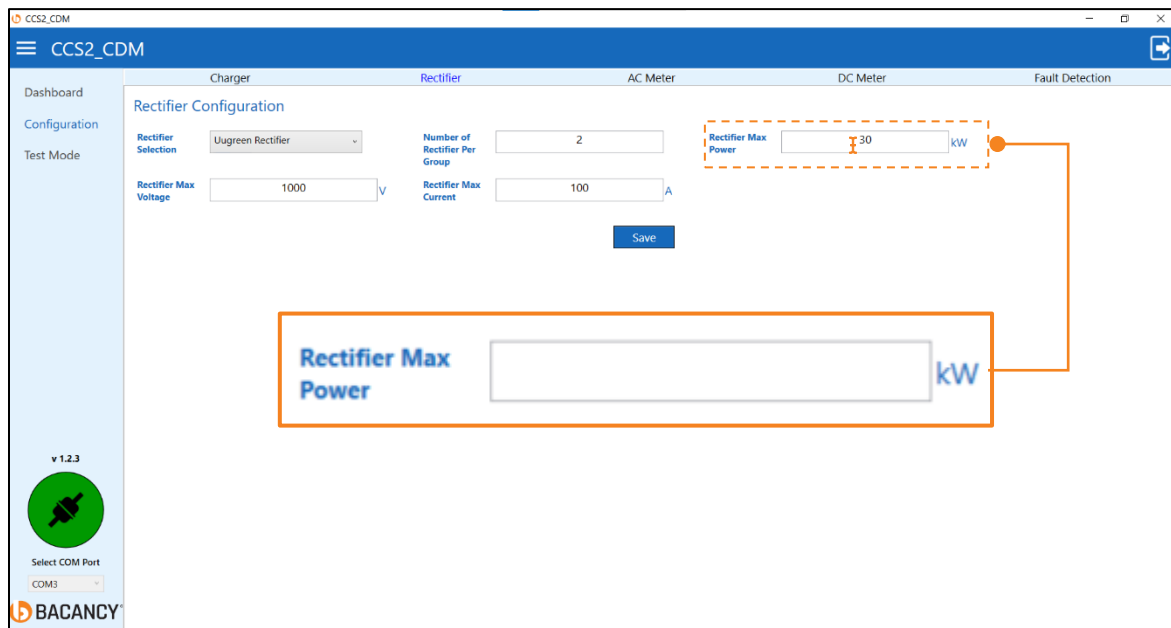 CCS2_CDM
CCS2_CDM
Charger Rectifier AC Meter DC Meter Fault Detection
Dashboard
Configuration
Test Mode
Rectifier Configuration
Rectifier
Selection
Uugreen Rectifier
Number of
Rectifier Per
Group
2
Rectifier Max
Power
30
kW
Rectifier Max
Voltage
1000
V
Rectifier Max
Current
100
A
Save
Rectifier Max
Power
kW
v 1.2.3
Select COM Port
COM3
BACANCY